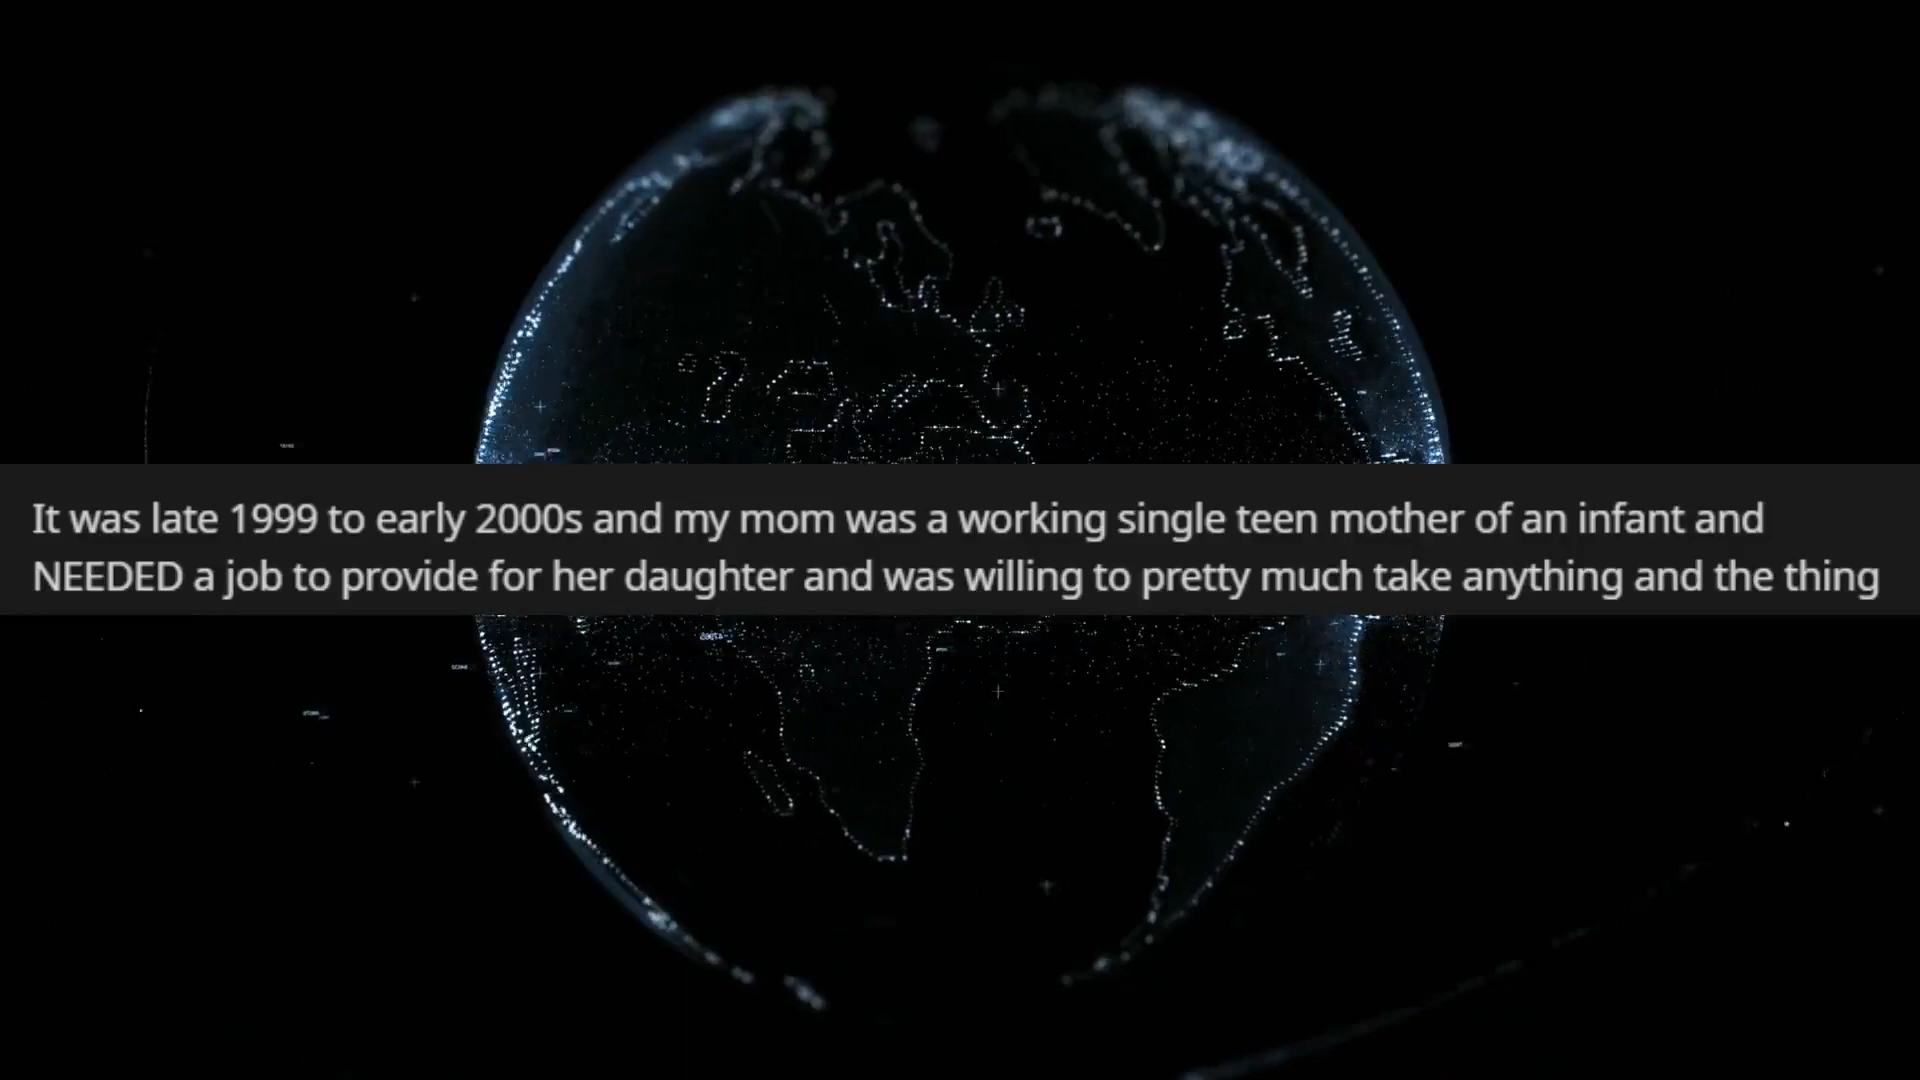 It was late 1999 to early 2000s and my mom was a working single teen mother of an infant and
NEEDED a job to provide for her daughter and was willing to pretty much take anything and the thing